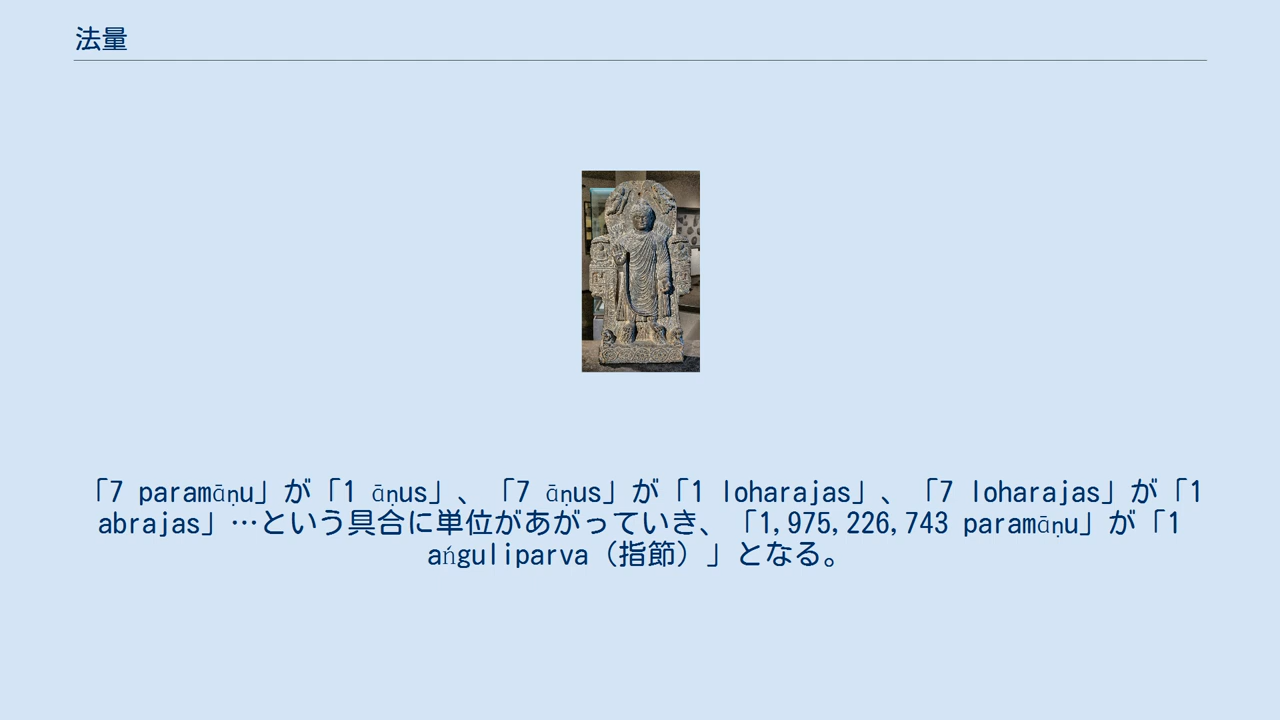 法量
「7 paramāṇu」が「1 āṇus」、「7 āṇus」が「1 loharajas」、「7 loharajas」が「1
abrajas」…という具合に単位があがっていき、「1,975,226,743 paramāṇu」が「1
aṅguliparva（指節）」となる。